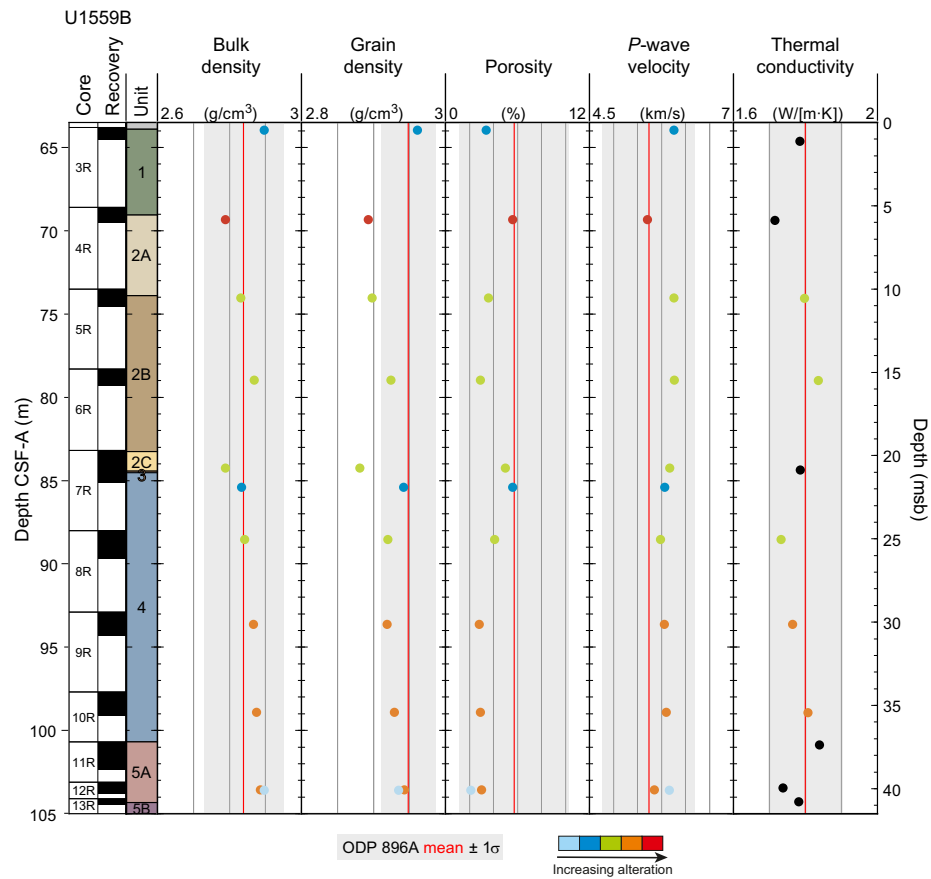 U1559B
Core
Recovery
Unit
Bulk density
Grain density
Porosity
P-wave velocity
Thermal conductivity
2.6 (g/cm³) 3
2.8 (g/cm³) 3
0 (%) 12
4.5 (km/s) 7
1.6 (W/[m·K]) 2
Depth CSF-A (m)
65
70
75
80
85
90
95
100
105
3R
4R
5R
6R
7R
8R
9R
10R
11R
12R
13R
1
2A
2B
2C
3
4
5A
5B
0
5
10
15
20
25
30
35
40
Depth (msb)
ODP 896A mean ± 1σ
Increasing alteration